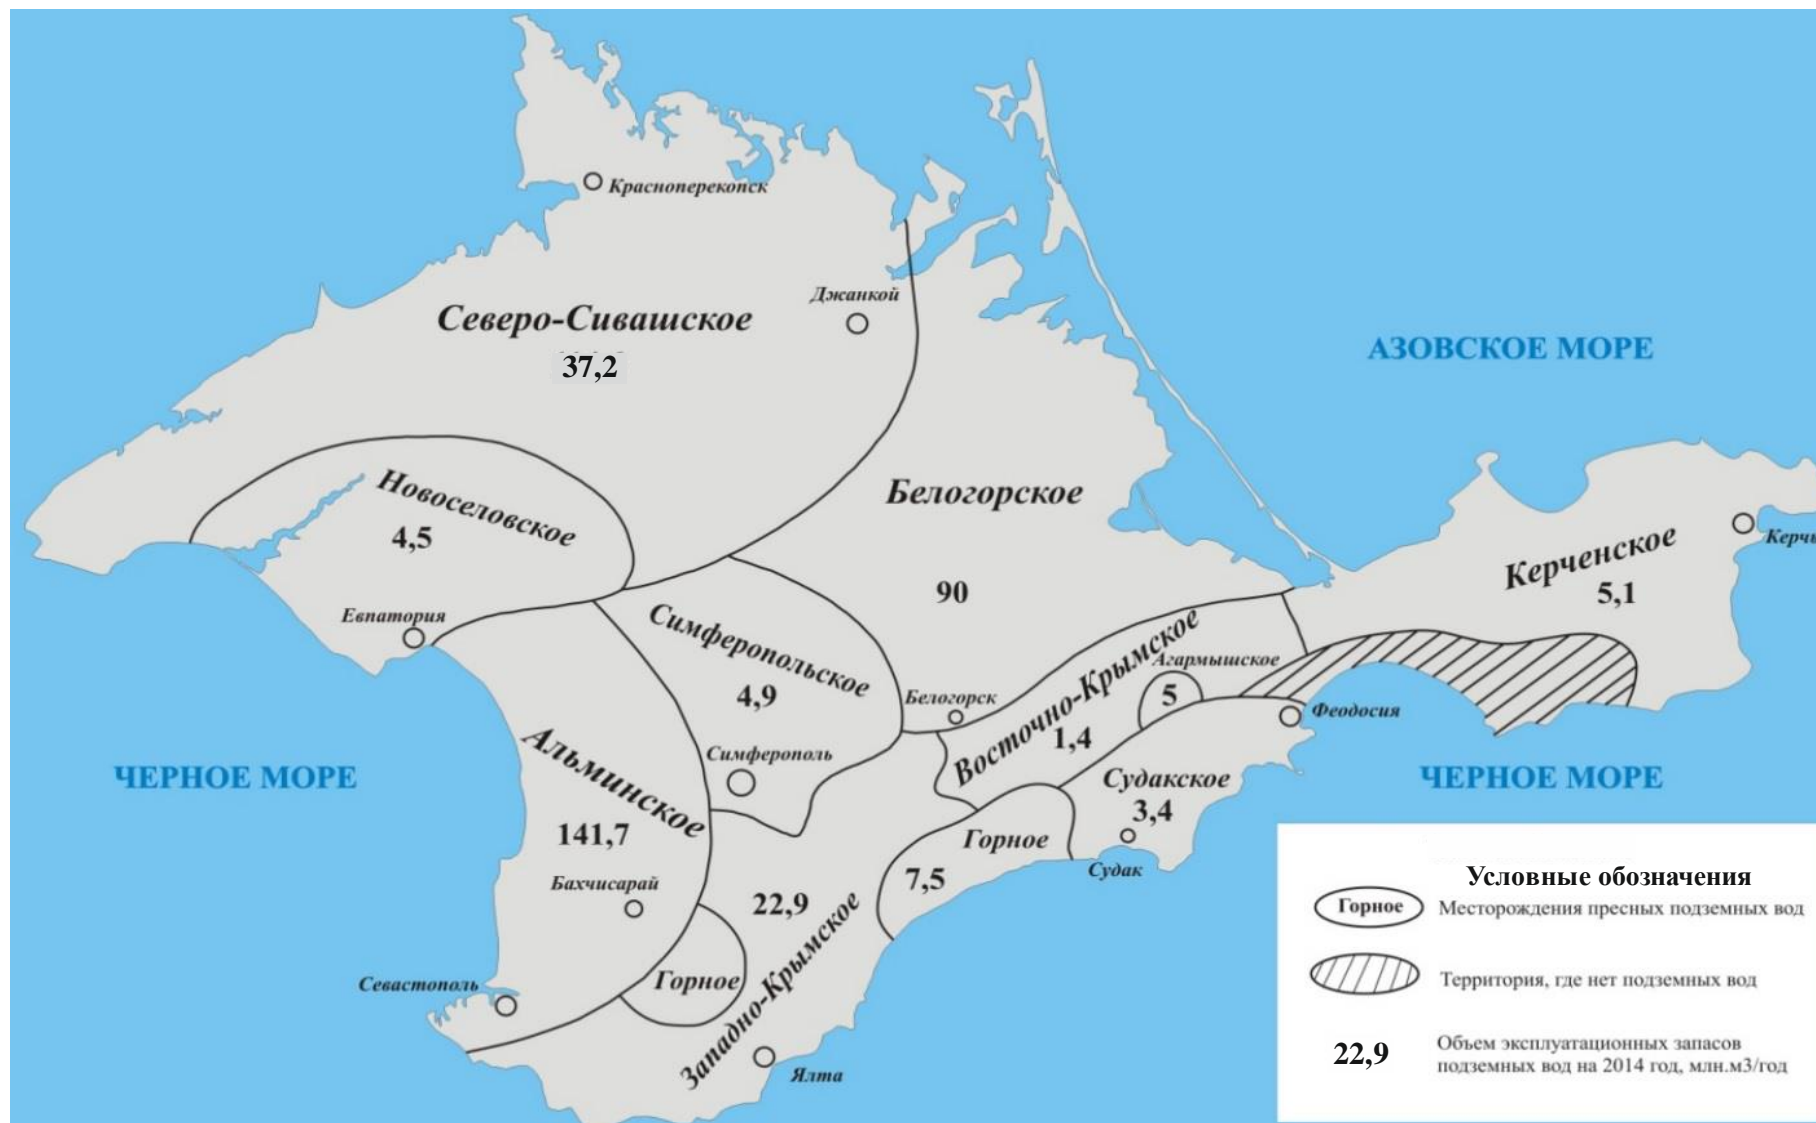 Красноперекопск
Джанкой
Северо-Сивашское
37,2
АЗОВСКОЕ МОРЕ
Новоселовское
4,5
Белогорское
90
Керченское
5,1
Керчь
Евпатория
Симферопольское
4,9
Восточно-Крымское
1,4
Агармышское
5
Белогорск
Феодосия
Симферополь
ЧЕРНОЕ МОРЕ
Альминское
141,7
Судакское
3,4
ЧЕРНОЕ МОРЕ
Горное
7,5
Судак
Бахчисарай
22,9
Западно-Крымское
Горное
Севастополь
Ялта
Условные обозначения
Горное Месторождения пресных подземных вод
Территория, где нет подземных вод
22,9
Объем эксплуатационных запасов
подземных вод на 2014 год, млн.м3/год